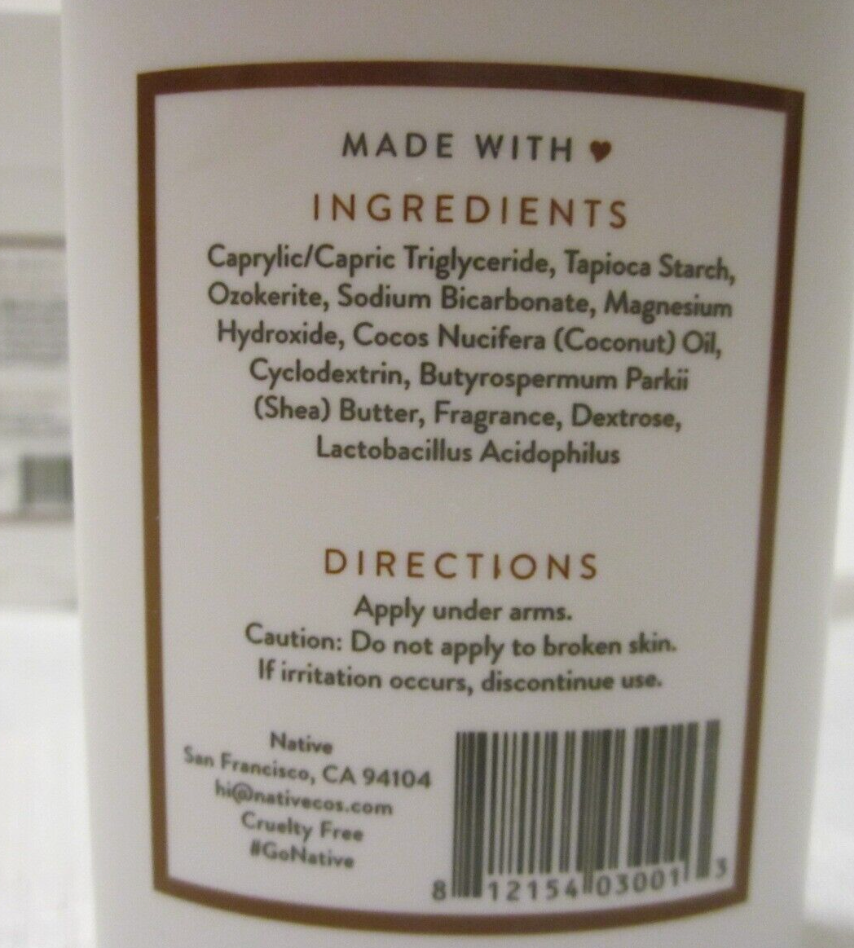 MADE WITH ♥
INGREDIENTS
Caprylic/Capric Triglyceride, Tapioca Starch,
Ozokerite, Sodium Bicarbonate, Magnesium
Hydroxide, Cocos Nucifera (Coconut) Oil,
Cyclodextrin, Butyrospermum Parkii
(Shea) Butter, Fragrance, Dextrose,
Lactobacillus Acidophilus
DIRECTIONS
Apply under arms.
Caution: Do not apply to broken skin.
If irritation occurs, discontinue use.
Native
San Francisco, CA 94104
hi@nativecos.com
Cruelty Free
#GoNative
8 12154 03001 3